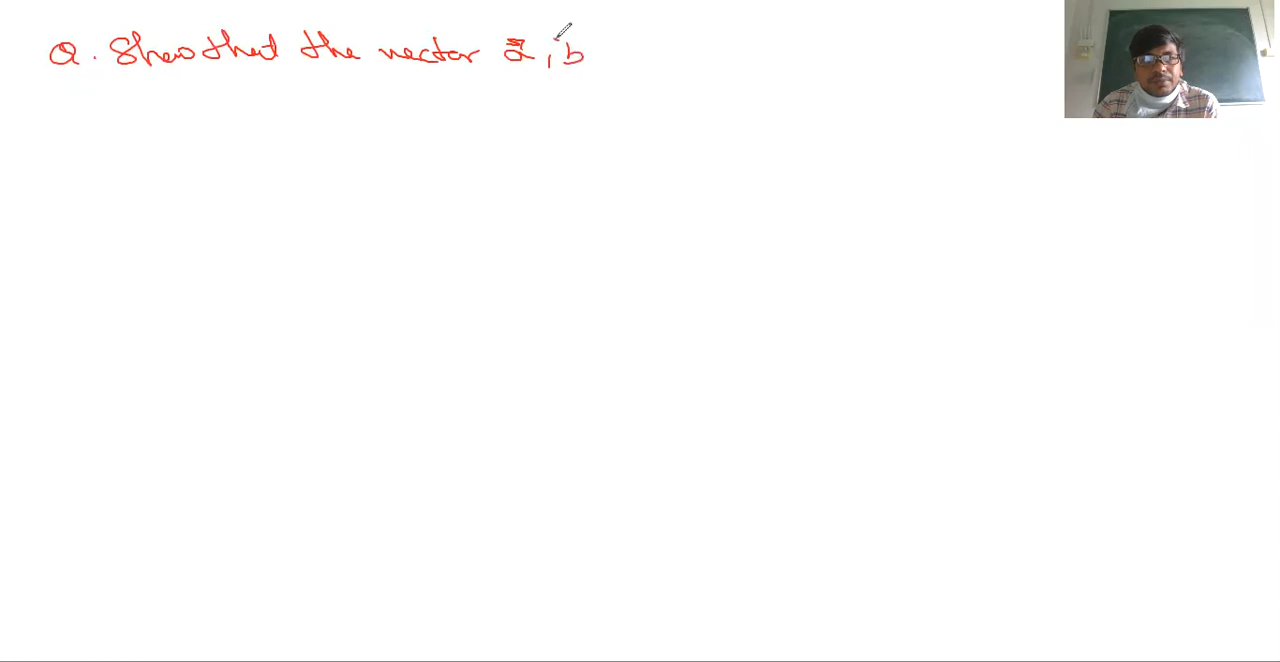 Q. Show that the vector a⃗, b